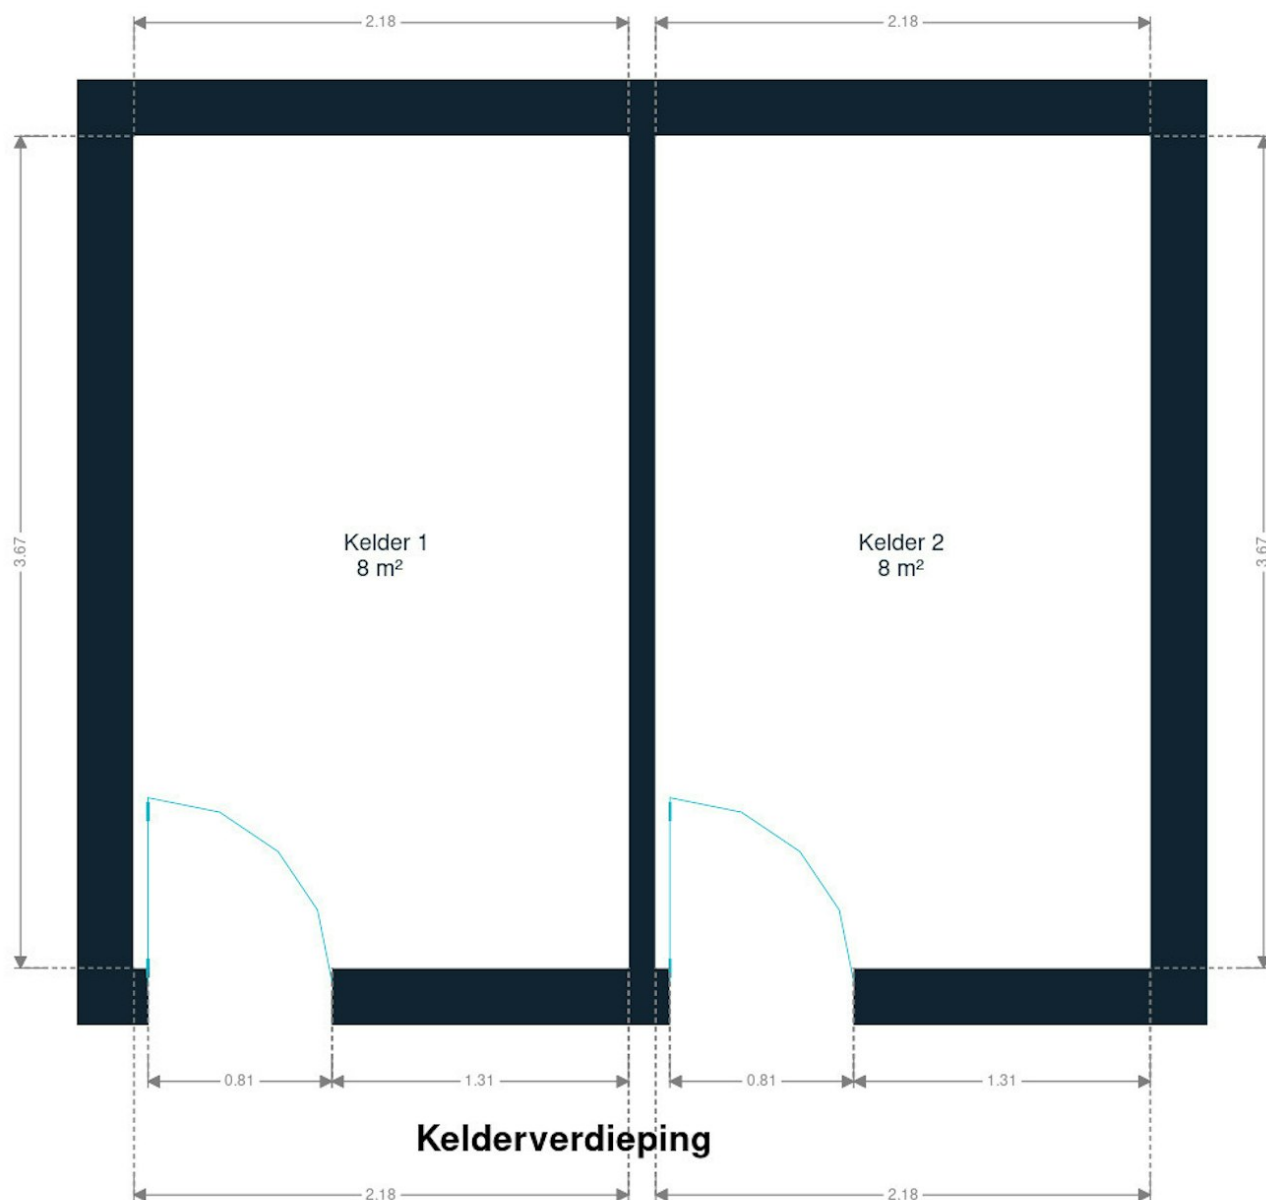 2.18 2.18
3.67 3.67
Kelder 1 Kelder 2
8 m² 8 m²
0.81 1.31 0.81 1.31
Kelderverdieping
2.18 2.18